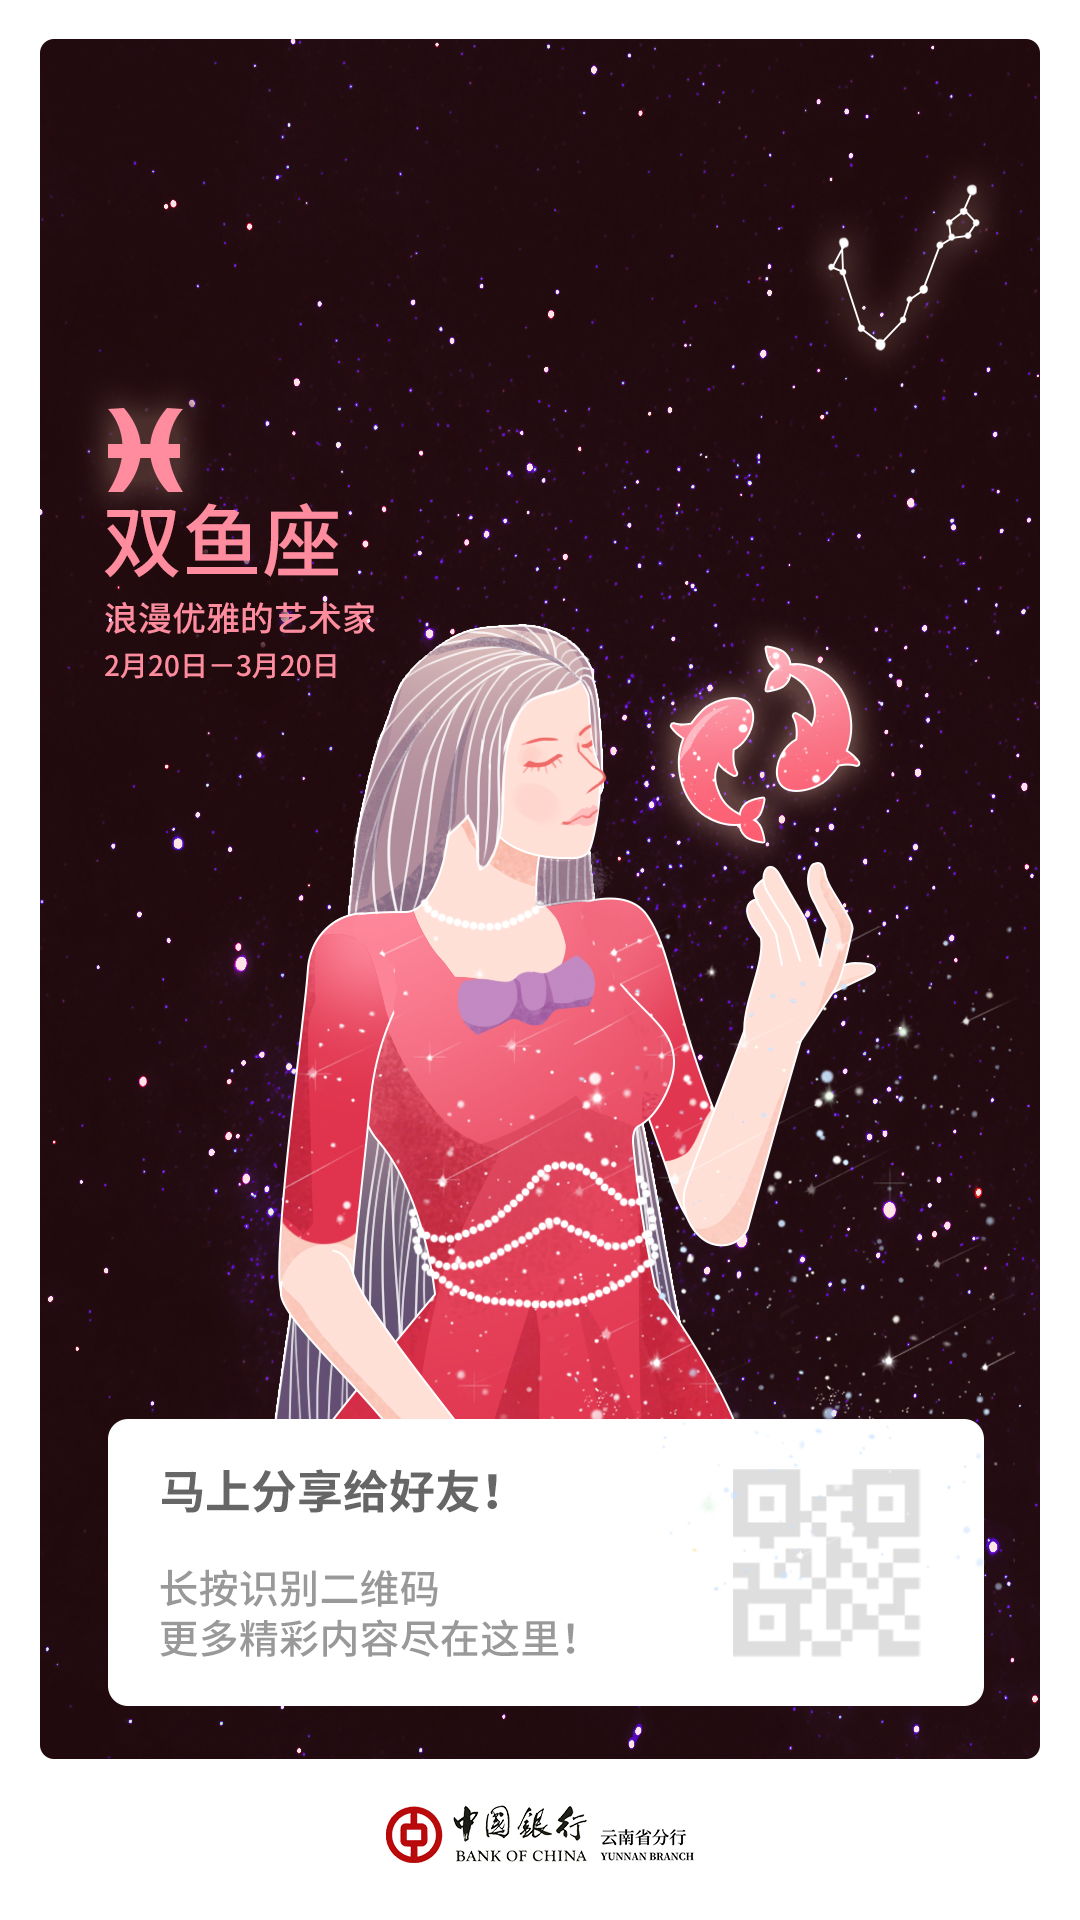 双鱼座
浪漫优雅的艺术家
2月20日－3月20日
马上分享给好友！
长按识别二维码
更多精彩内容尽在这里！
中國銀行
BANK OF CHINA
云南省分行
YUNNAN BRANCH